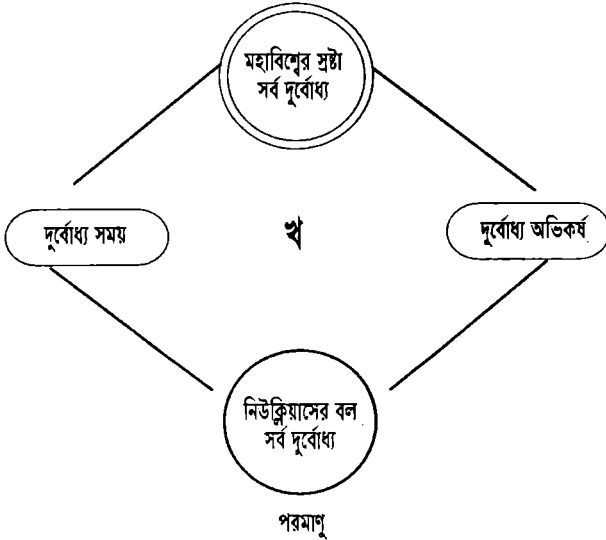 মহাবিশ্বের স্রষ্টা
সর্ব দুর্বোধ্য
দুর্বোধ্য সময়
খ
দুর্বোধ্য অভিকর্ষ
নিউক্লিয়াসের বল
সর্ব দুর্বোধ্য
পরমাণু